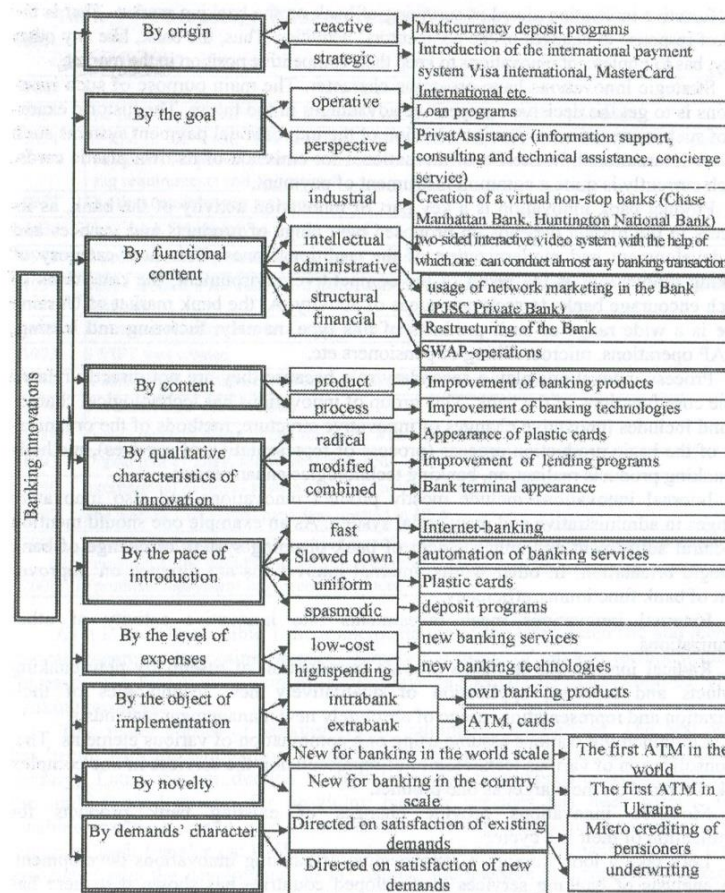 Banking innovations
By origin
reactive
Multicurrency deposit programs
strategic
Introduction of the international payment
system Visa International, MasterCard
International etc.
By the goal
operative
Loan programs
perspective
PrivatAssistance (information support,
consulting and technical assistance, concierge
service)
By functional
content
industrial
Creation of a virtual non-stop banks (Chase
Manhattan Bank, Huntington National Bank)
intellectual
two-sided interactive video system with the help of
which one can conduct almost any banking transaction
administrative
usage of network marketing in the Bank
(PJSC Private Bank)
structural
Restructuring of the Bank
financial
SWAP-operations
By content
product
Improvement of banking products
process
Improvement of banking technologies
By qualitative
characteristics of
innovation
radical
Appearance of plastic cards
modified
Improvement of landing programs
combined
Bank terminal appearance
By the pace of
introduction
fast
Internet-banking
Slowed down
automation of banking services
uniform
Plastic cards
spasmodic
deposit programs
By the level of
expenses
low-cost
new banking services
highspending
new banking technologies
By the object of
implementation
intrabank
own banking products
ATM, cards
By novelty
New for banking in the world scale
The first ATM in the
world
New for banking in the country
scale
The first ATM in
Ukraine
By demands' character
Directed on satisfaction of existing
demands
Micro crediting of
pensioners
Directed on satisfaction of new
demands
underwriting